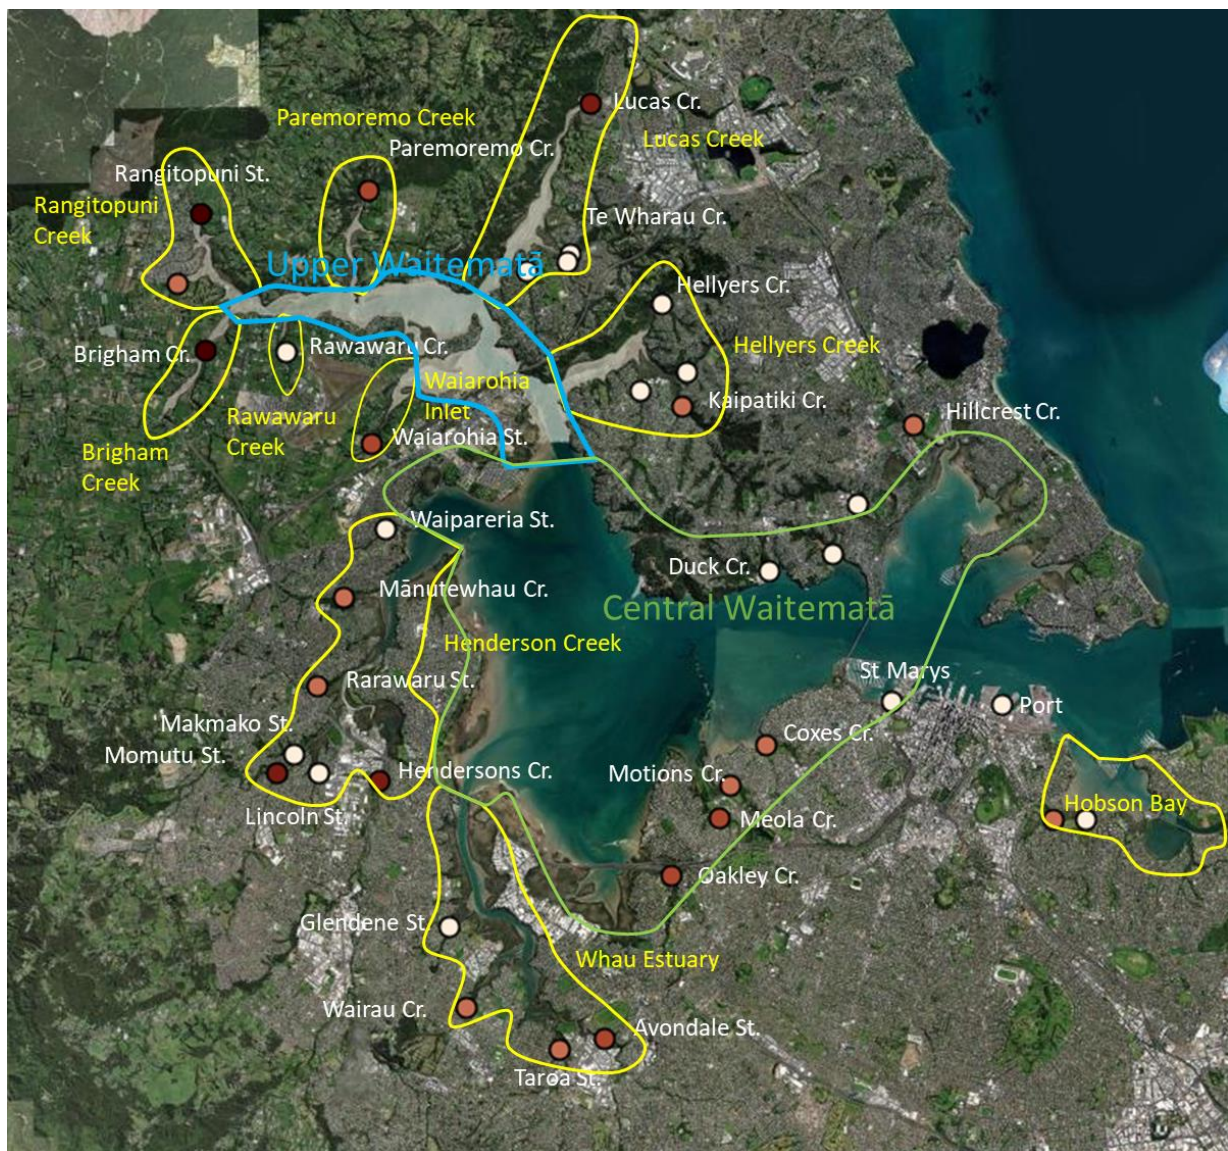 Lucas Cr.
Paremoremo Creek
Lucas Creek
Paremoremo Cr.
Rangitopuni St.
Rangitopuni
Creek
Te Wharau Cr.
Upper Waitematā
Hellyers Cr.
Brigham Cr.
Rawawaru Cr.
Hellyers Creek
Waiarohia
Inlet
Kaipatiki Cr.
Hillcrest Cr.
Rawawaru
Creek
Waiarohia St.
Brigham
Creek
Waipareria St.
Duck Cr.
Mānutewhau Cr.
Central Waitematā
Henderson Creek
St Marys
Rarawaru St.
Port
Makmako St.
Coxes Cr.
Momutu St.
Hendersons Cr.
Motions Cr.
Hobson Bay
Lincoln St.
Meola Cr.
Oakley Cr.
Glendene St.
Whau Estuary
Wairau Cr.
Avondale St.
Taroa St.